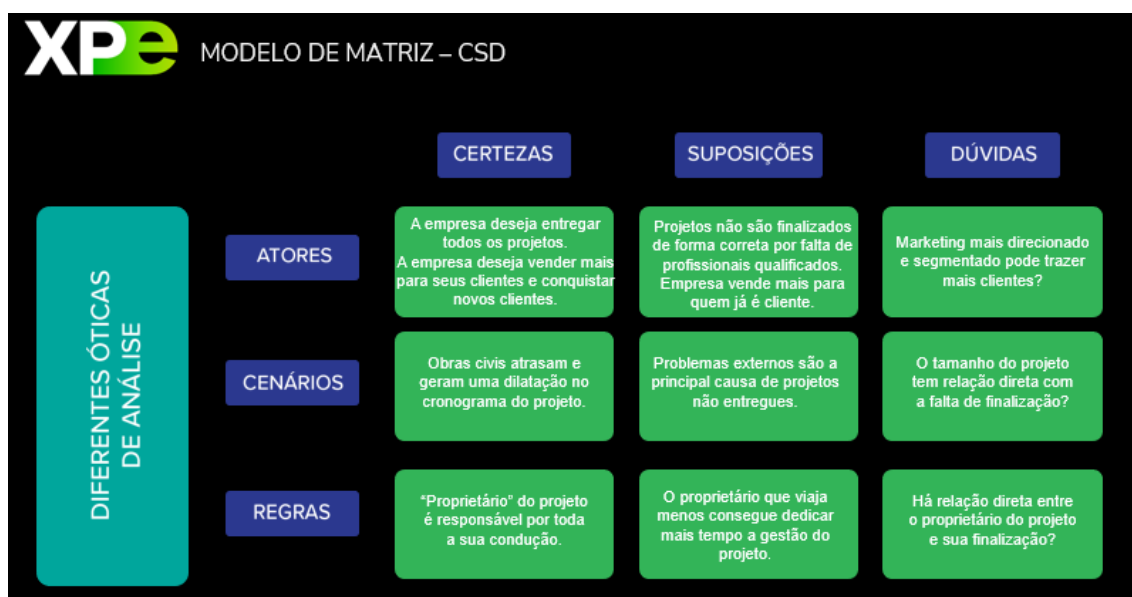 XPe
MODELO DE MATRIZ – CSD
CERTEZAS
SUPOSIÇÕES
DÚVIDAS
DIFERENTES ÓTICAS
DE ANÁLISE
ATORES
A empresa deseja entregar
todos os projetos.
A empresa deseja vender mais
para seus clientes e conquistar
novos clientes.
Projetos não são finalizados
de forma correta por falta de
profissionais qualificados.
Empresa vende mais para
quem já é cliente.
Marketing mais direcionado
e segmentado pode trazer
mais clientes?
CENÁRIOS
Obras civis atrasam e
geram uma dilatação no
cronograma do projeto.
Problemas externos são a
principal causa de projetos
não entregues.
O tamanho do projeto
tem relação direta com
a falta de finalização?
REGRAS
“Proprietário” do projeto
é responsável por toda
a sua condução.
O proprietário que viaja
menos consegue dedicar
mais tempo a gestão do
projeto.
Há relação direta entre
o proprietário do projeto
e sua finalização?